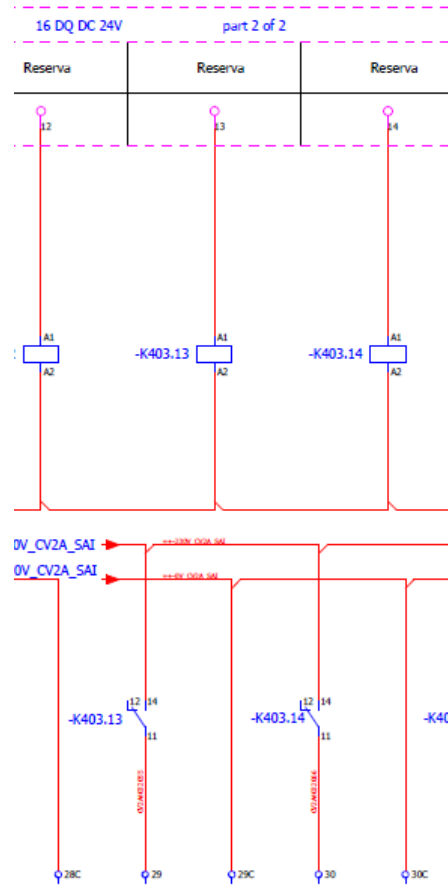 16 DQ DC 24V part 2 of 2
Reserva Reserva Reserva
12 13 14
A1 A1 A1
-K403.13 -K403.14
A2 A2 A2
0V_CV2A_SAI
0V_CV2A_SAI
12 14 12 14
-K403.13 -K403.14 -K40
11 11
28C 29 29C 30 30C